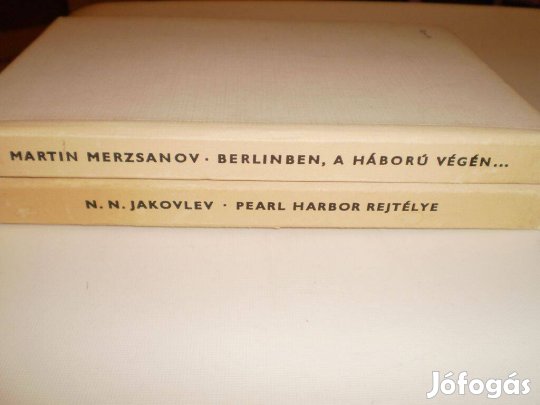 MARTIN MERZSANOV · BERLINBEN, A HÁBORÚ VÉGÉN...
N. N. JAKOVLEV · PEARL HARBOR REJTÉLYE
Jófogás